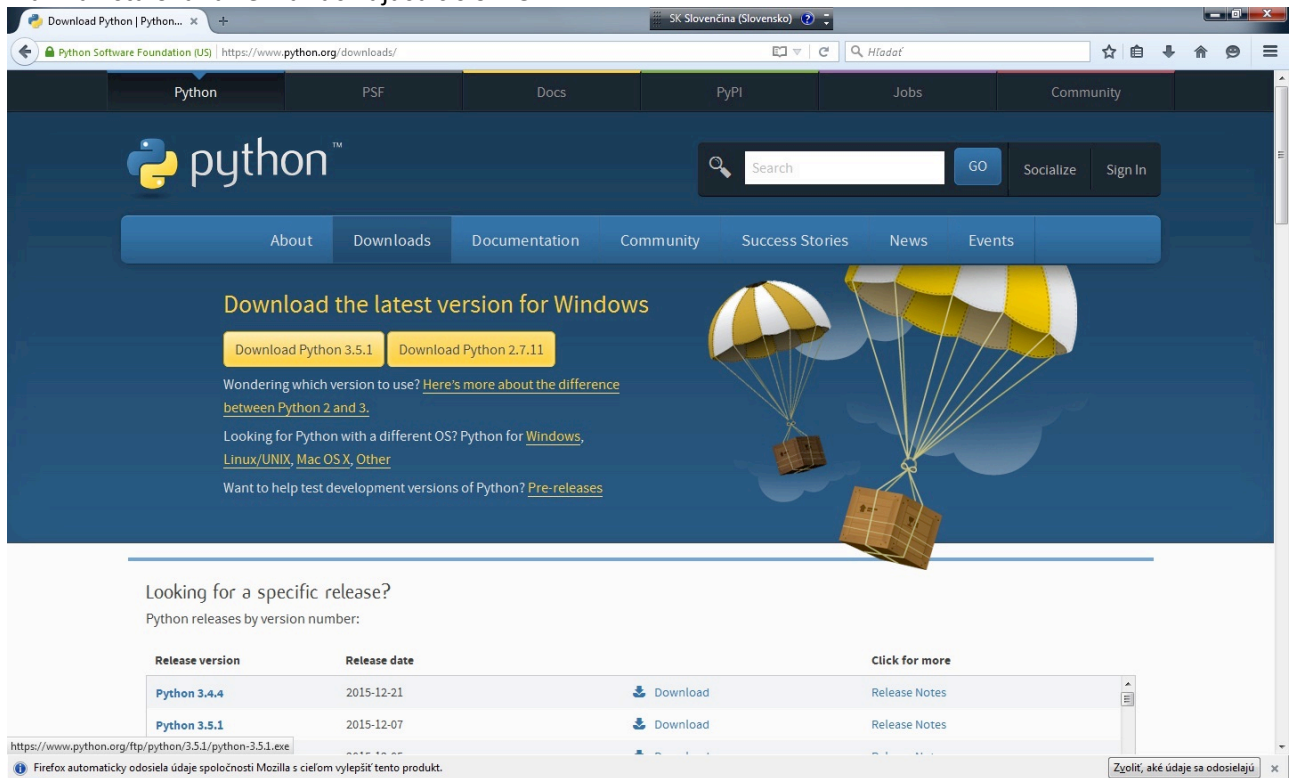 Download Python | Python... × +
SK Slovenčina (Slovensko)
Python Software Foundation (US) https://www.python.org/downloads/
Hľadať
Python PSF Docs PyPI Jobs Community
python™
Search GO Socialize Sign In
About Downloads Documentation Community Success Stories News Events
Download the latest version for Windows
Download Python 3.5.1 Download Python 2.7.11
Wondering which version to use? Here's more about the difference
between Python 2 and 3.
Looking for Python with a different OS? Python for Windows,
Linux/UNIX, Mac OS X, Other
Want to help test development versions of Python? Pre-releases
Looking for a specific release?
Python releases by version number:
Release version Release date Click for more
Python 3.4.4 2015-12-21 Download Release Notes
Python 3.5.1 2015-12-07 Download Release Notes
https://www.python.org/ftp/python/3.5.1/python-3.5.1.exe
Firefox automaticky odosiela údaje spoločnosti Mozilla s cieľom vylepšiť tento produkt. Zvoliť, aké údaje sa odosielajú ×